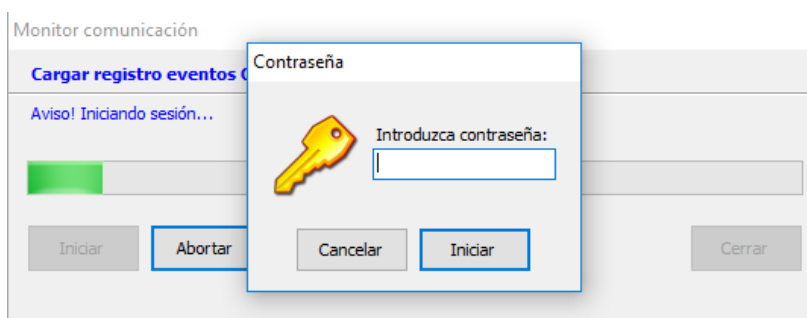 Monitor comunicación
Cargar registro eventos
Aviso! Iniciando sesión...
Iniciar
Abortar
Cerrar
Contraseña
Introduzca contraseña:
Cancelar
Iniciar